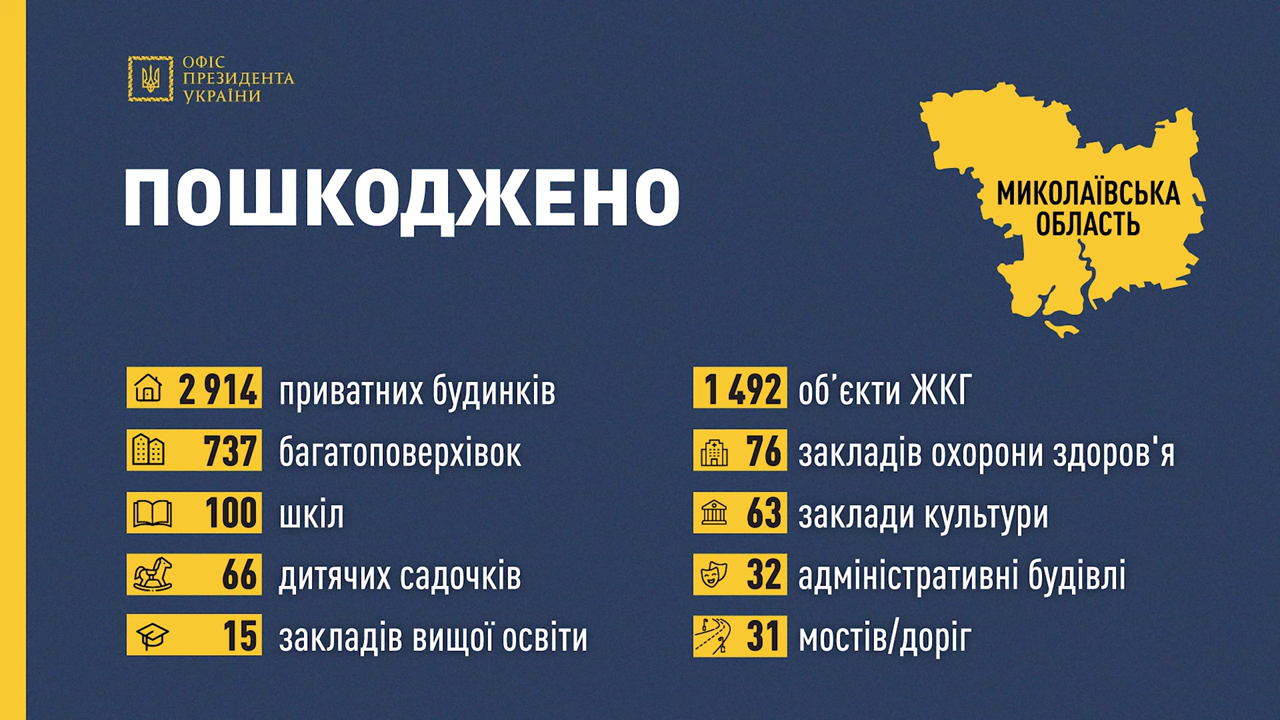 ОФІС
ПРЕЗИДЕНТА
УКРАЇНИ
ПОШКОДЖЕНО
МИКОЛАЇВСЬКА
ОБЛАСТЬ
2 914 приватних будинків
737 багатоповерхівок
100 шкіл
66 дитячих садочків
15 закладів вищої освіти
1 492 об’єкти ЖКГ
76 закладів охорони здоров'я
63 заклади культури
32 адміністративні будівлі
31 мостів/доріг